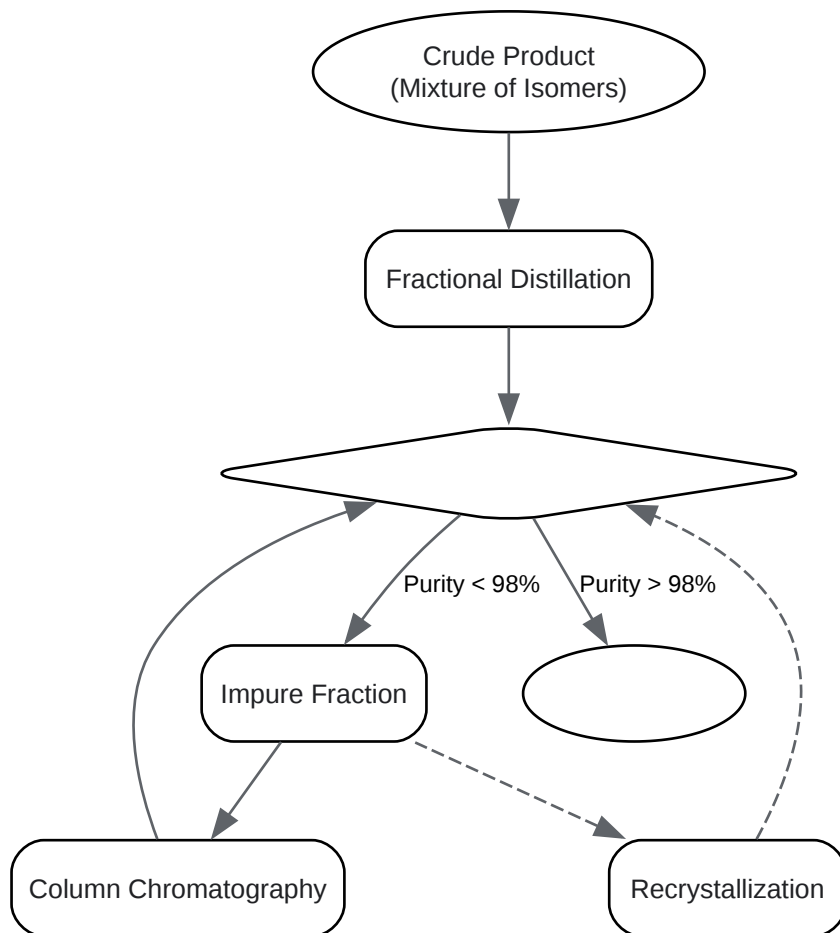 Crude Product
(Mixture of Isomers)
Fractional Distillation
Purity < 98%
Purity > 98%
Impure Fraction
Column Chromatography
Recrystallization